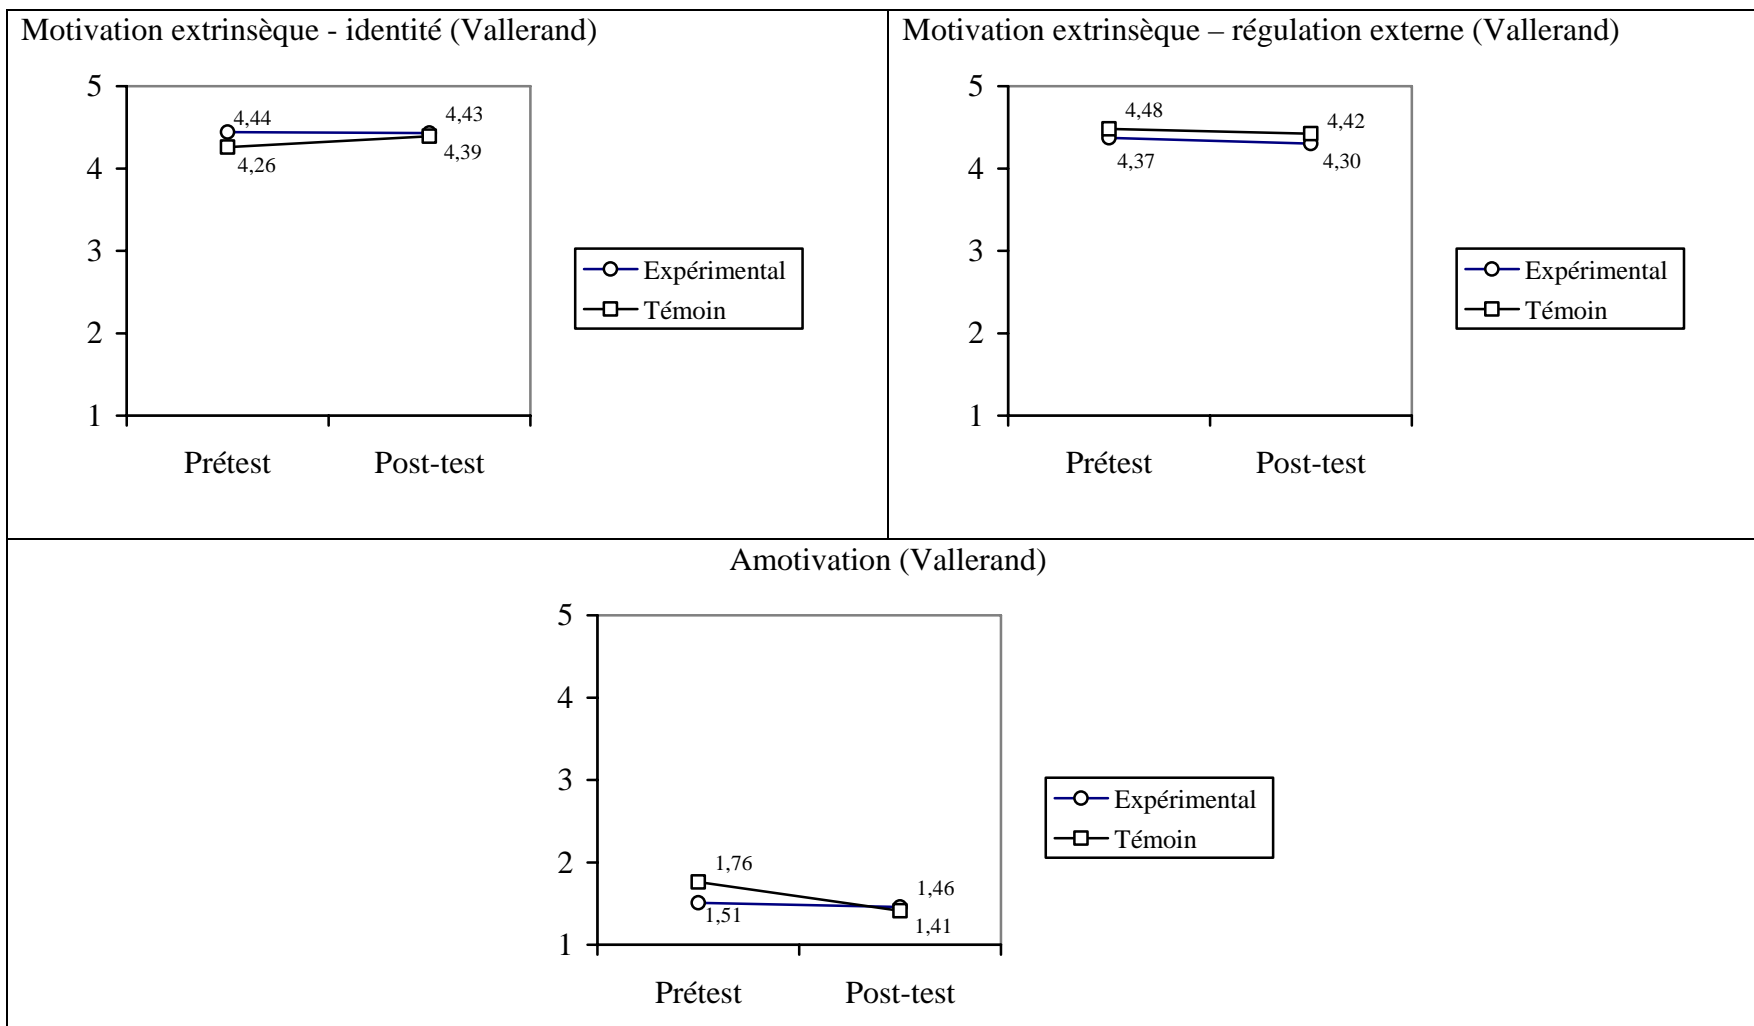 Motivation extrinsèque - identité (Vallerand)
5
4
3
2
1
4,44
4,43
4,26
4,39
Prétest
Post-test
Expérimental
Témoin
Motivation extrinsèque – régulation externe (Vallerand)
5
4
3
2
1
4,48
4,42
4,37
4,30
Prétest
Post-test
Expérimental
Témoin
Amotivation (Vallerand)
5
4
3
2
1
1,76
1,46
1,51
1,41
Prétest
Post-test
Expérimental
Témoin